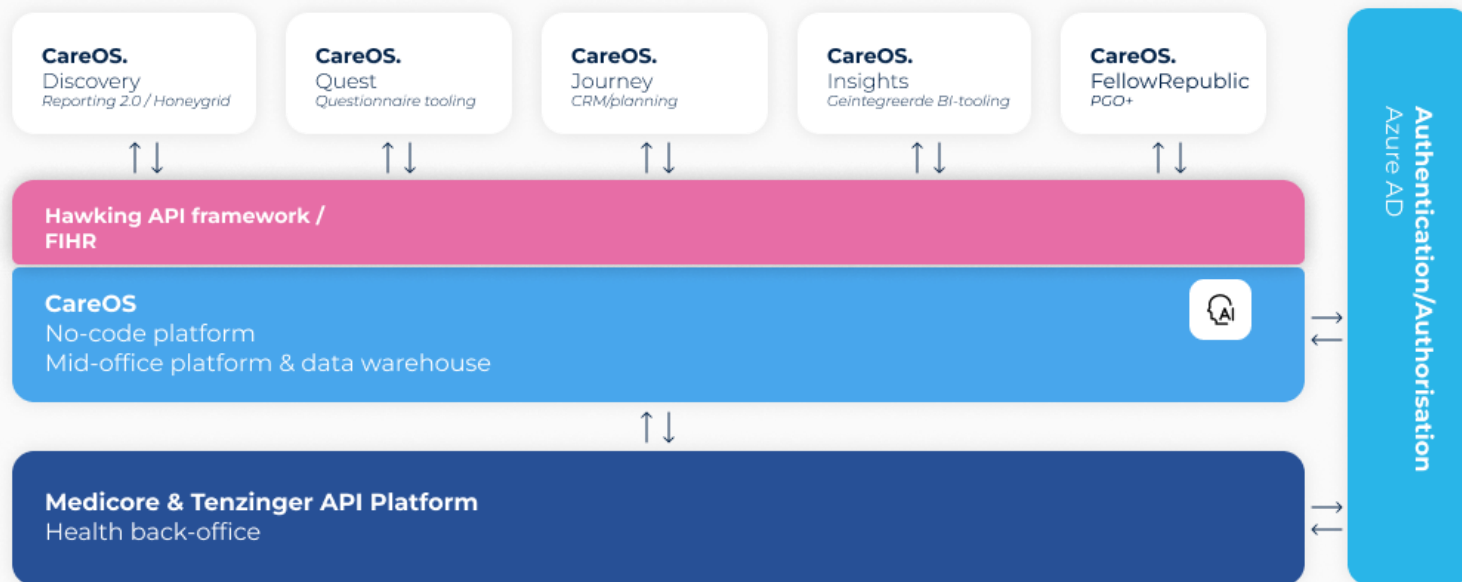 CareOS.
Discovery
Reporting 2.0 / Honeygrid
CareOS.
Quest
Questionnaire tooling
CareOS.
Journey
CRM/planning
CareOS.
Insights
Geïntegreerde BI-tooling
CareOS.
FellowRepublic
PGO+
Hawking API framework /
FIHR
CareOS
No-code platform
Mid-office platform & data warehouse
AI
Medicore & Tenzinger API Platform
Health back-office
Authentication/Authorisation
Azure AD